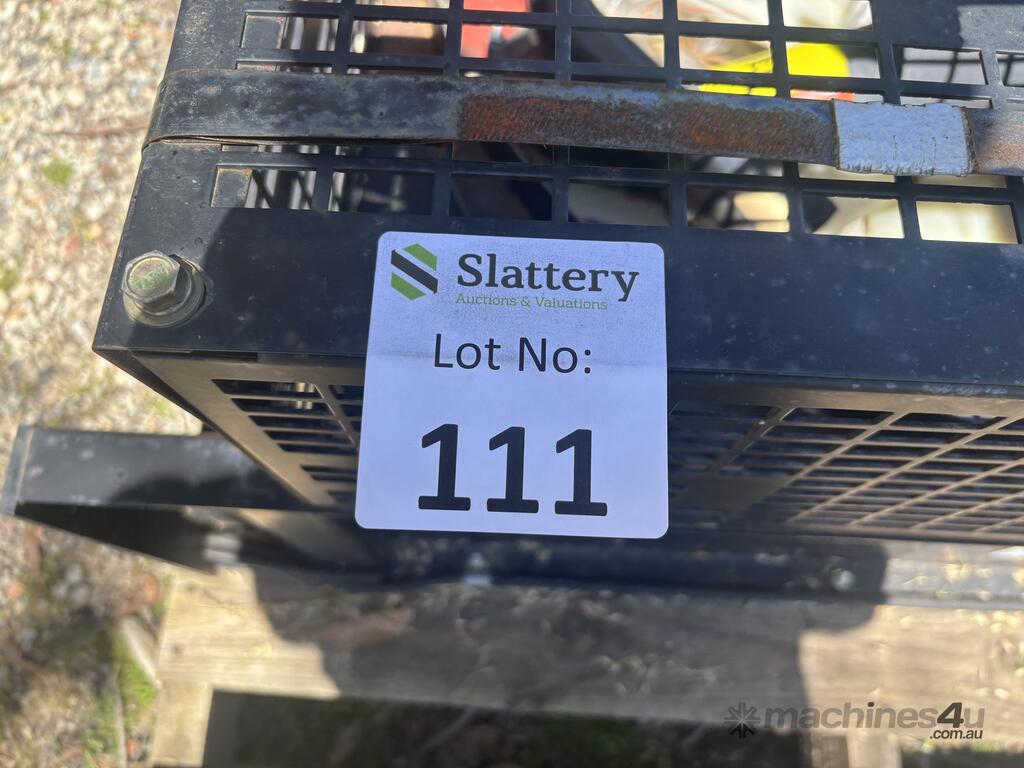 Slattery
Auctions & Valuations
Lot No:
111
machines4u
.com.au